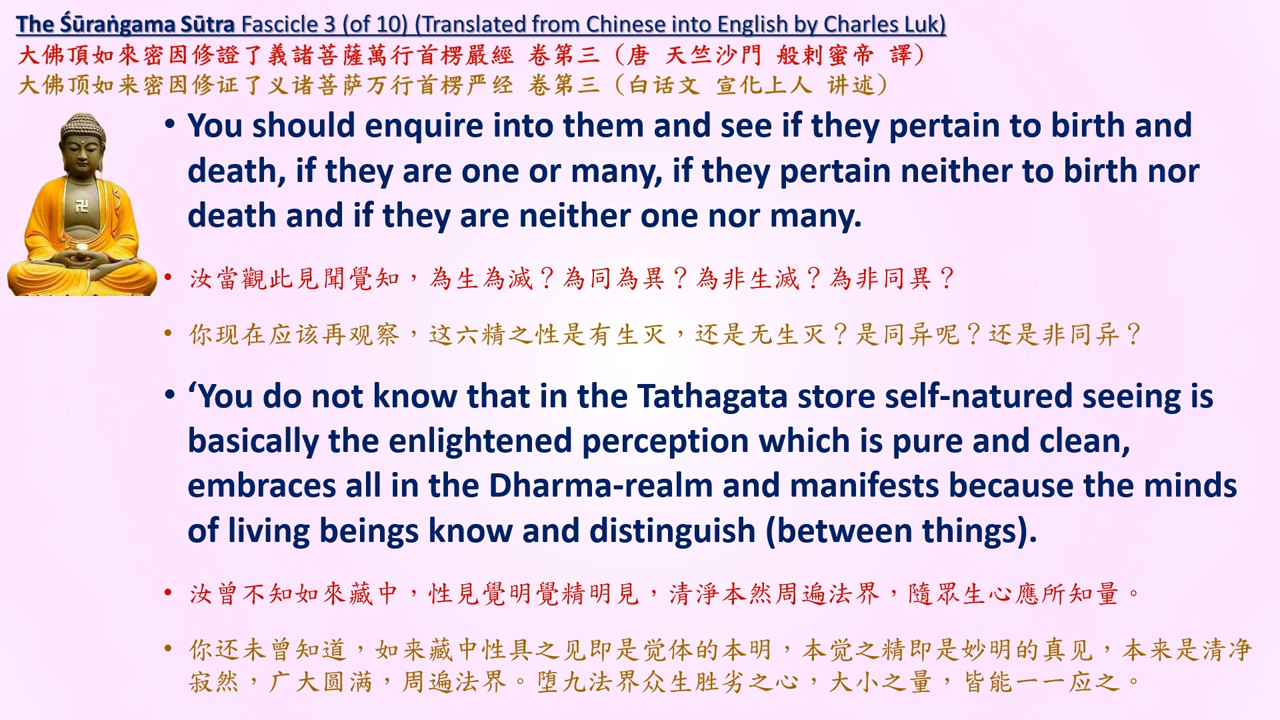 The Śūraṅgama Sūtra Fascicle 3 (of 10) (Translated from Chinese into English by Charles Luk)
大佛頂如來密因修證了義諸菩薩萬行首楞嚴經 卷第三（唐 天竺沙門 般剌蜜帝 譯）
大佛顶如来密因修证了义诸菩萨万行首楞严经 卷第三（白话文 宣化上人 讲述）
• You should enquire into them and see if they pertain to birth and
death, if they are one or many, if they pertain neither to birth nor
death and if they are neither one nor many.
• 汝當觀此見聞覺知，為生為滅？為同為異？為非生滅？為非同異？
• 你现在应该再观察，这六精之性是有生灭，还是无生灭？是同异呢？还是非同异？
• ‘You do not know that in the Tathagata store self-natured seeing is
basically the enlightened perception which is pure and clean,
embraces all in the Dharma-realm and manifests because the minds
of living beings know and distinguish (between things).
• 汝曾不知如來藏中，性見覺明覺精明見，清淨本然周遍法界，隨眾生心應所知量。
• 你还未曾知道，如来藏中性具之见即是觉体的本明，本觉之精即是妙明的真见，本来是清净
寂然，广大圆满，周遍法界。堕九法界众生胜劣之心，大小之量，皆能一一应之。
卍